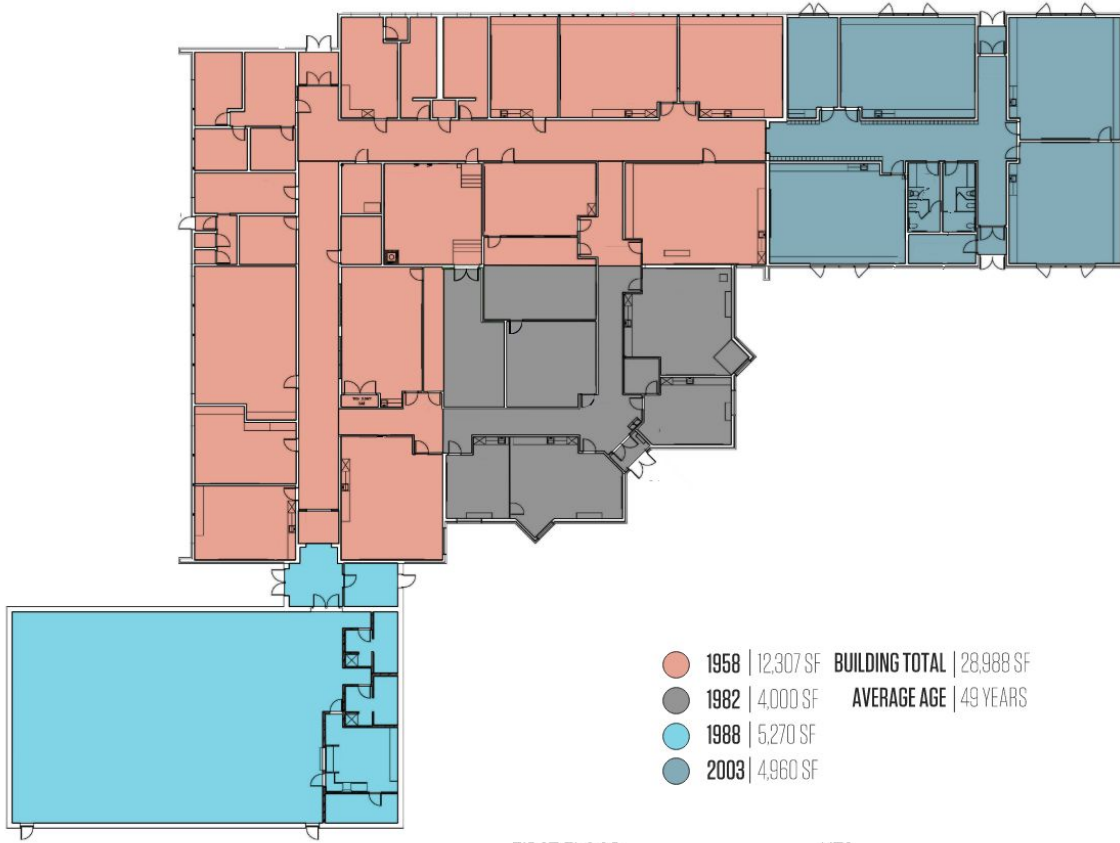 1958 | 12,307 SF BUILDING TOTAL | 28,988 SF
1982 | 4,000 SF AVERAGE AGE | 49 YEARS
1988 | 5,270 SF
2003 | 4,960 SF